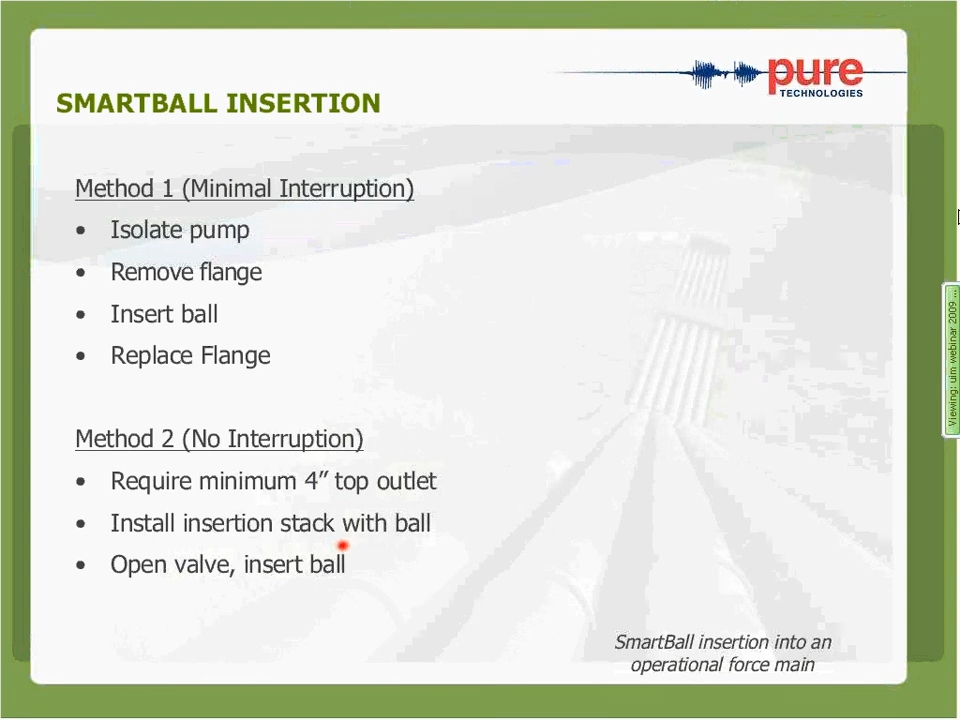 pure
TECHNOLOGIES
SMARTBALL INSERTION
Method 1 (Minimal Interruption)
• Isolate pump
• Remove flange
• Insert ball
• Replace Flange
Method 2 (No Interruption)
• Require minimum 4” top outlet
• Install insertion stack with ball
• Open valve, insert ball
SmartBall insertion into an
operational force main
Viewing: uim webinar 2009 ...